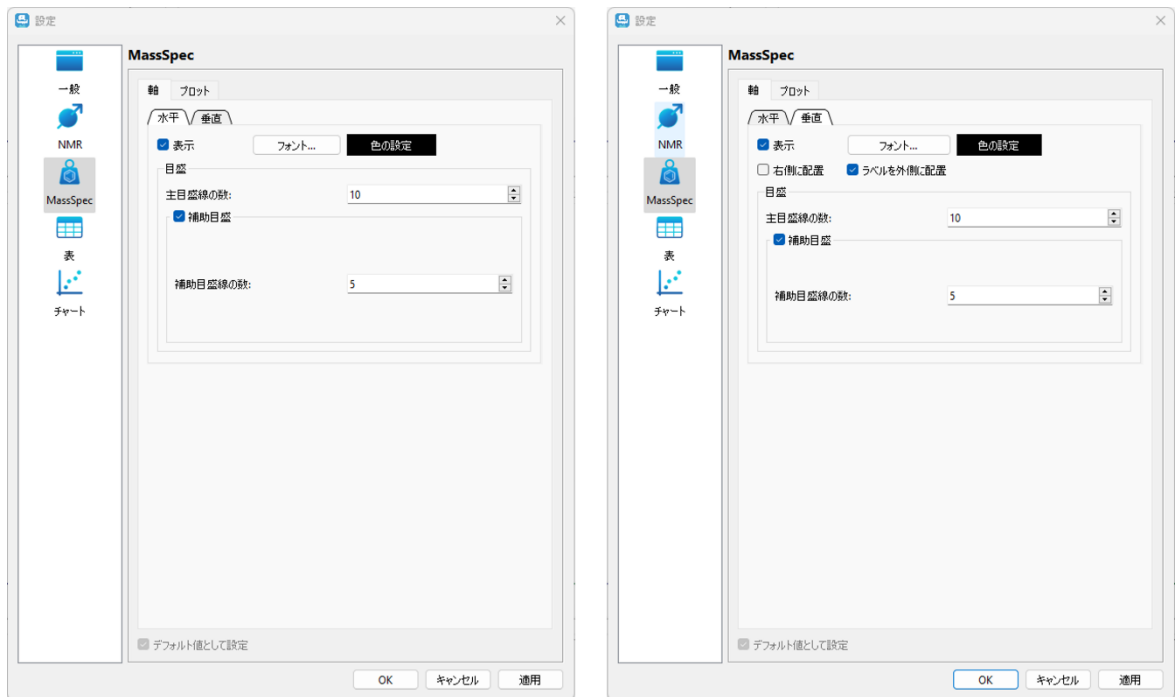 設定
MassSpec
一般
NMR
MassSpec
表
チャート
軸 プロット
水平 垂直
表示 フォント... 色の設定
目盛
主目盛線の数: 10
補助目盛
補助目盛線の数: 5
デフォルト値として設定
OK キャンセル 適用
設定
MassSpec
一般
NMR
MassSpec
表
チャート
軸 プロット
水平 垂直
表示 フォント... 色の設定
右側に配置 ラベルを外側に配置
目盛
主目盛線の数: 10
補助目盛
補助目盛線の数: 5
デフォルト値として設定
OK キャンセル 適用